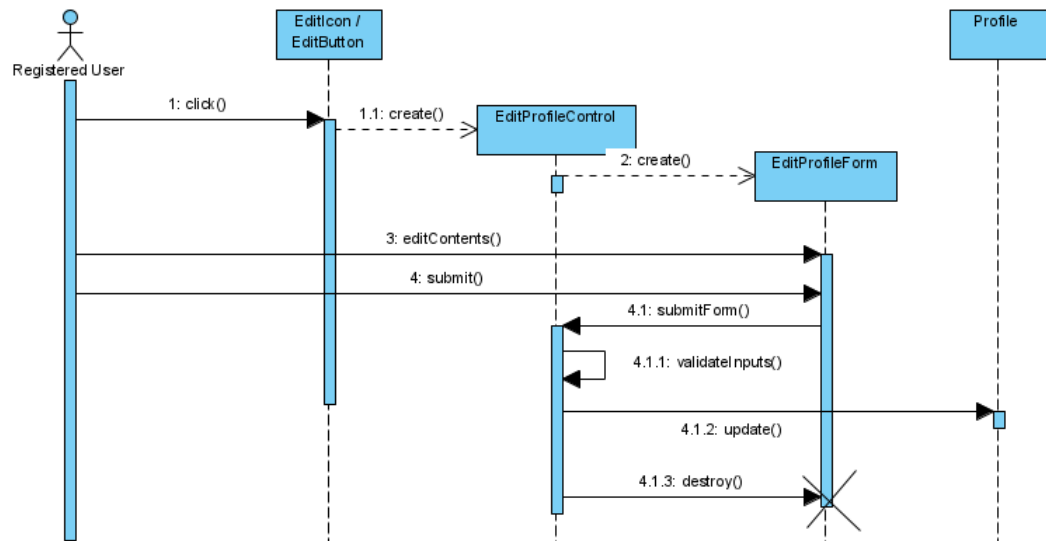 EditIcon /
EditButton
Profile
Registered User
1: click()
1.1: create()
EditProfileControl
2: create()
EditProfileForm
3: editContents()
4: submit()
4.1: submitForm()
4.1.1: validateInputs()
4.1.2: update()
4.1.3: destroy()